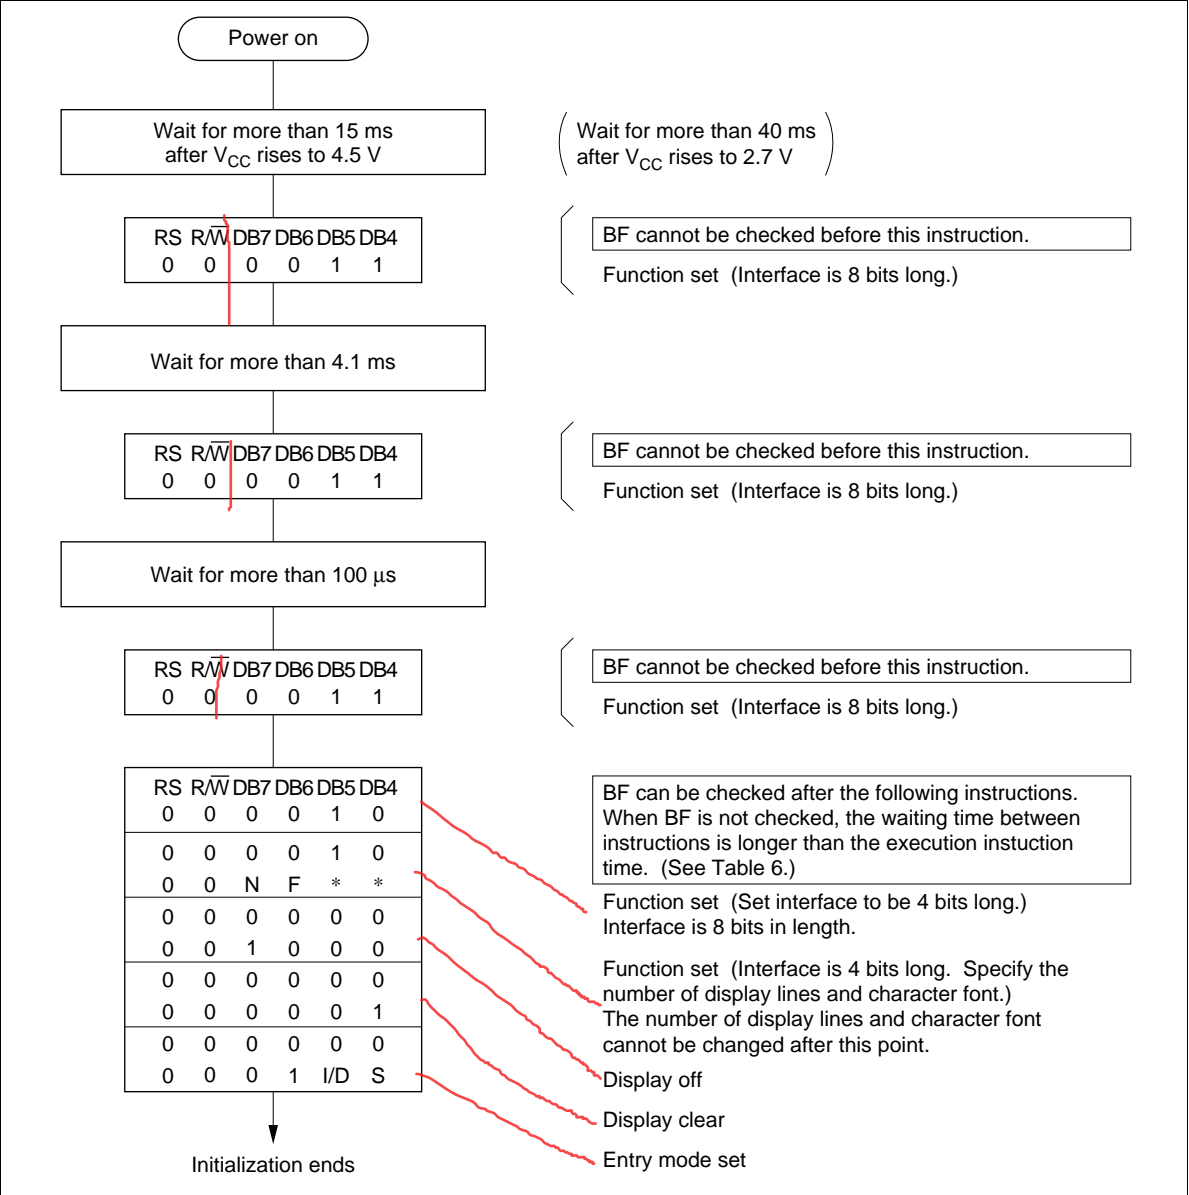 Power on
Wait for more than 15 ms
after VCC rises to 4.5 V
Wait for more than 40 ms
after VCC rises to 2.7 V
RS R/W̅ DB7 DB6 DB5 DB4
0 0 0 0 1 1
BF cannot be checked before this instruction.
Function set (Interface is 8 bits long.)
Wait for more than 4.1 ms
RS R/W̅ DB7 DB6 DB5 DB4
0 0 0 0 1 1
BF cannot be checked before this instruction.
Function set (Interface is 8 bits long.)
Wait for more than 100 μs
RS R/W̅ DB7 DB6 DB5 DB4
0 0 0 0 1 1
BF cannot be checked before this instruction.
Function set (Interface is 8 bits long.)
RS R/W̅ DB7 DB6 DB5 DB4
0 0 0 0 1 0
0 0 0 0 1 0
0 0 N F * *
0 0 0 0 0 0
0 0 1 0 0 0
0 0 0 0 0 0
0 0 0 0 0 1
0 0 0 0 0 0
0 0 0 1 I/D S
BF can be checked after the following instructions.
When BF is not checked, the waiting time between
instructions is longer than the execution instuction
time. (See Table 6.)
Function set (Set interface to be 4 bits long.)
Interface is 8 bits in length.
Function set (Interface is 4 bits long. Specify the
number of display lines and character font.)
The number of display lines and character font
cannot be changed after this point.
Display off
Display clear
Entry mode set
Initialization ends